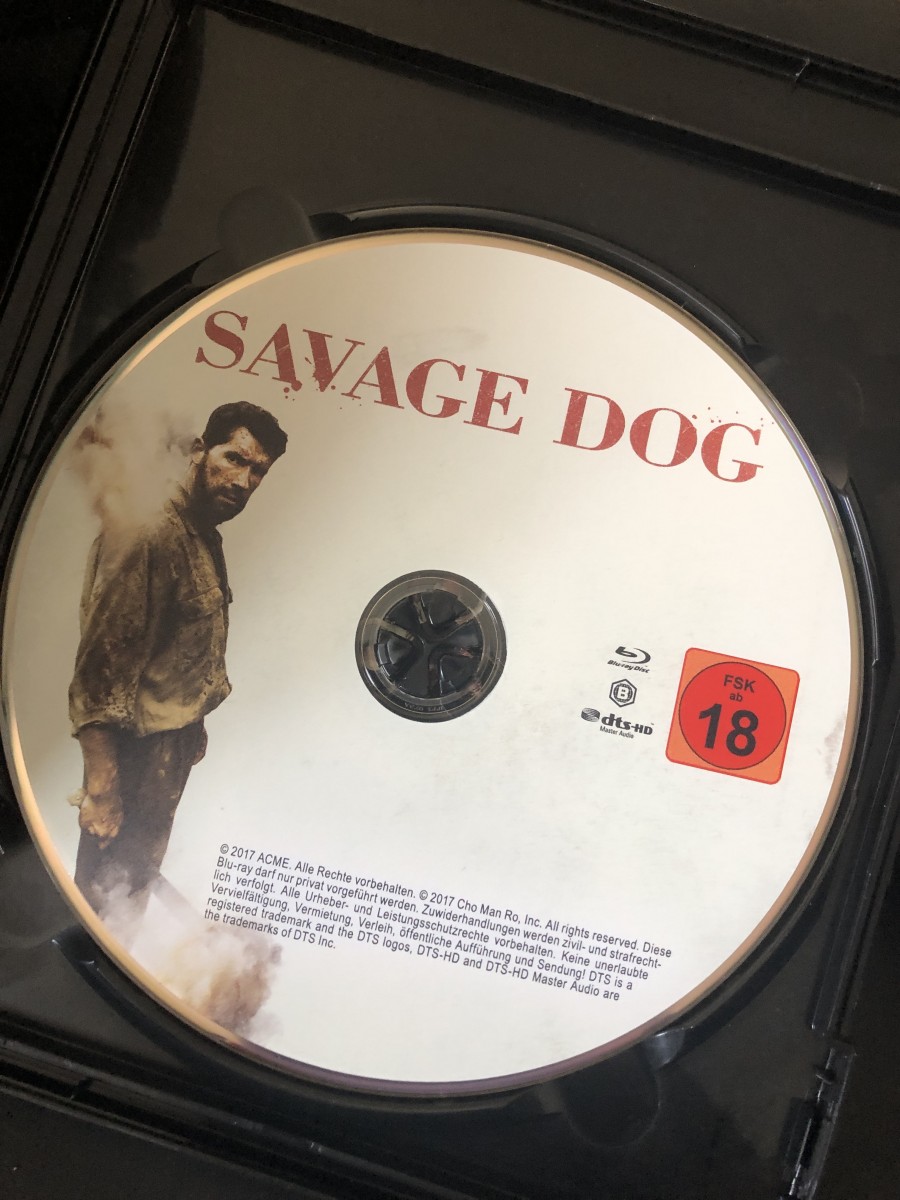 SAVAGE DOG
Blu-ray Disc
B
dts-HD
Master Audio
FSK
ab
18
© 2017 ACME. Alle Rechte vorbehalten. © 2017 Cho Man Ro, Inc. All rights reserved. Diese
Blu-ray darf nur privat vorgeführt werden. Zuwiderhandlungen werden zivil- und strafrecht-
lich verfolgt. Alle Urheber- und Leistungsschutzrechte vorbehalten. Keine unerlaubte
Vervielfältigung, Vermietung, Verleih, öffentliche Aufführung und Sendung! DTS is a
registered trademark and the DTS logos, DTS-HD and DTS-HD Master Audio are
the trademarks of DTS Inc.